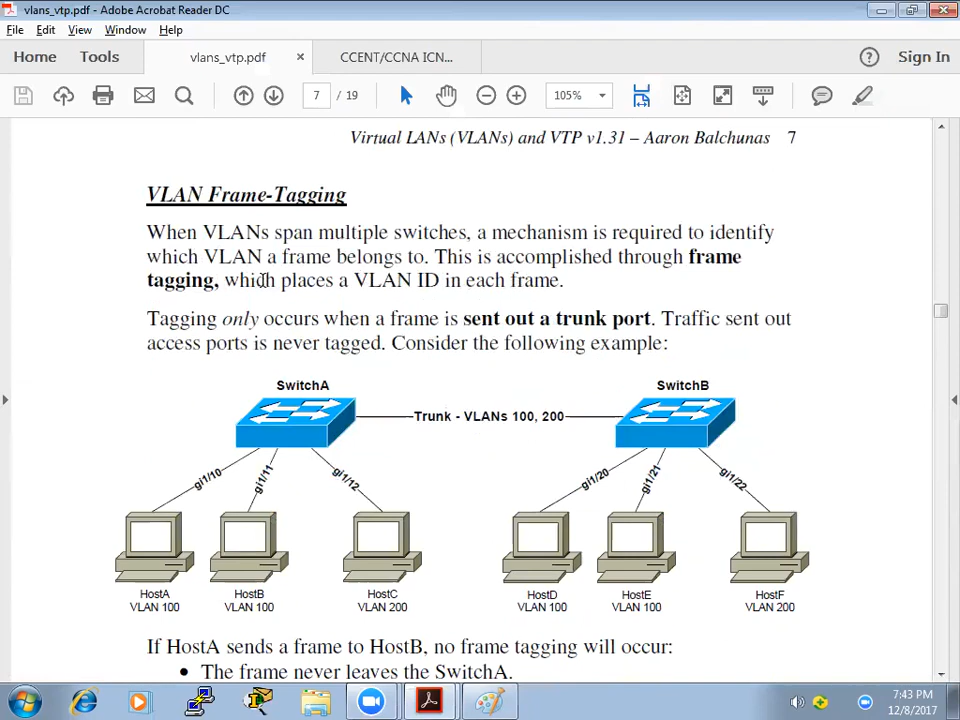 vlans_vtp.pdf - Adobe Acrobat Reader DC
File Edit View Window Help
Home Tools vlans_vtp.pdf × CCENT/CCNA ICN... Sign In
7 / 19 105%
Virtual LANs (VLANs) and VTP v1.31 – Aaron Balchunas 7
VLAN Frame-Tagging
When VLANs span multiple switches, a mechanism is required to identify
which VLAN a frame belongs to. This is accomplished through frame
tagging, which places a VLAN ID in each frame.
Tagging only occurs when a frame is sent out a trunk port. Traffic sent out
access ports is never tagged. Consider the following example:
SwitchA SwitchB
Trunk - VLANs 100, 200
gi1/10 gi1/11 gi1/12 gi1/20 gi1/21 gi1/22
HostA HostB HostC HostD HostE HostF
VLAN 100 VLAN 100 VLAN 200 VLAN 100 VLAN 100 VLAN 200
If HostA sends a frame to HostB, no frame tagging will occur:
• The frame never leaves the SwitchA.
7:43 PM
12/8/2017